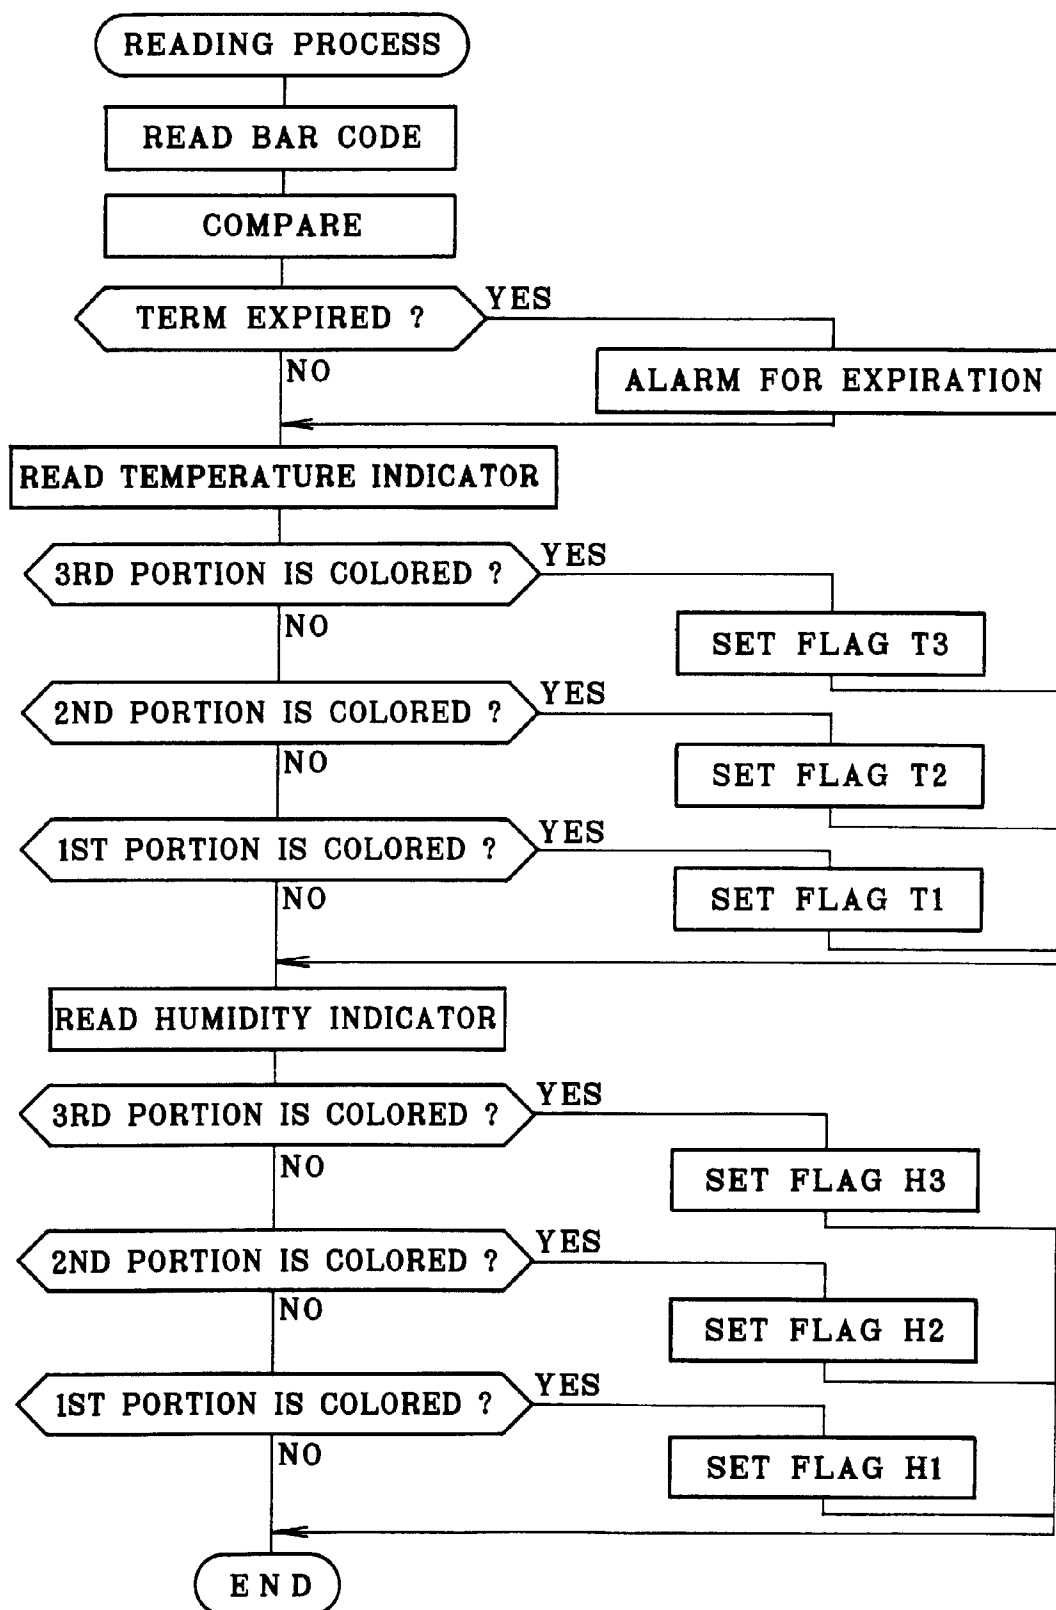 READING PROCESS
READ BAR CODE
COMPARE
TERM EXPIRED ?
YES
NO
ALARM FOR EXPIRATION
READ TEMPERATURE INDICATOR
3RD PORTION IS COLORED ?
YES
NO
SET FLAG T3
2ND PORTION IS COLORED ?
YES
NO
SET FLAG T2
1ST PORTION IS COLORED ?
YES
NO
SET FLAG T1
READ HUMIDITY INDICATOR
3RD PORTION IS COLORED ?
YES
NO
SET FLAG H3
2ND PORTION IS COLORED ?
YES
NO
SET FLAG H2
1ST PORTION IS COLORED ?
YES
NO
SET FLAG H1
END